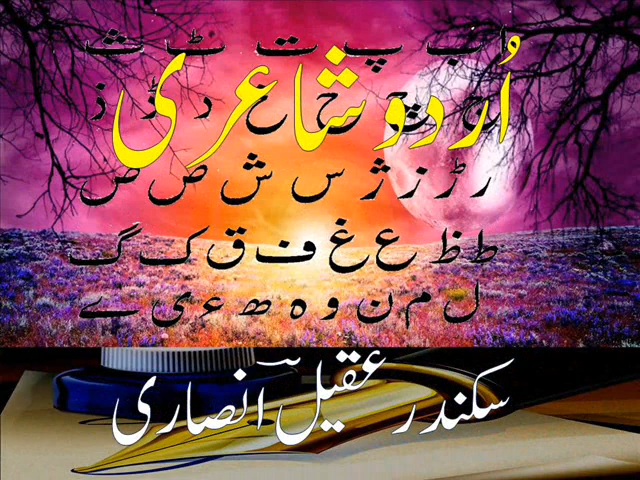 ا ب پ ت ٹ ث
اُردو شاعری
ج چ ح خ د ڈ ذ
ر ڑ ز ژ س ش ص ض
ط ظ ع غ ف ق ک گ
ل م ن و ہ ھ ء ی ے
سکندر عقیل انصاری